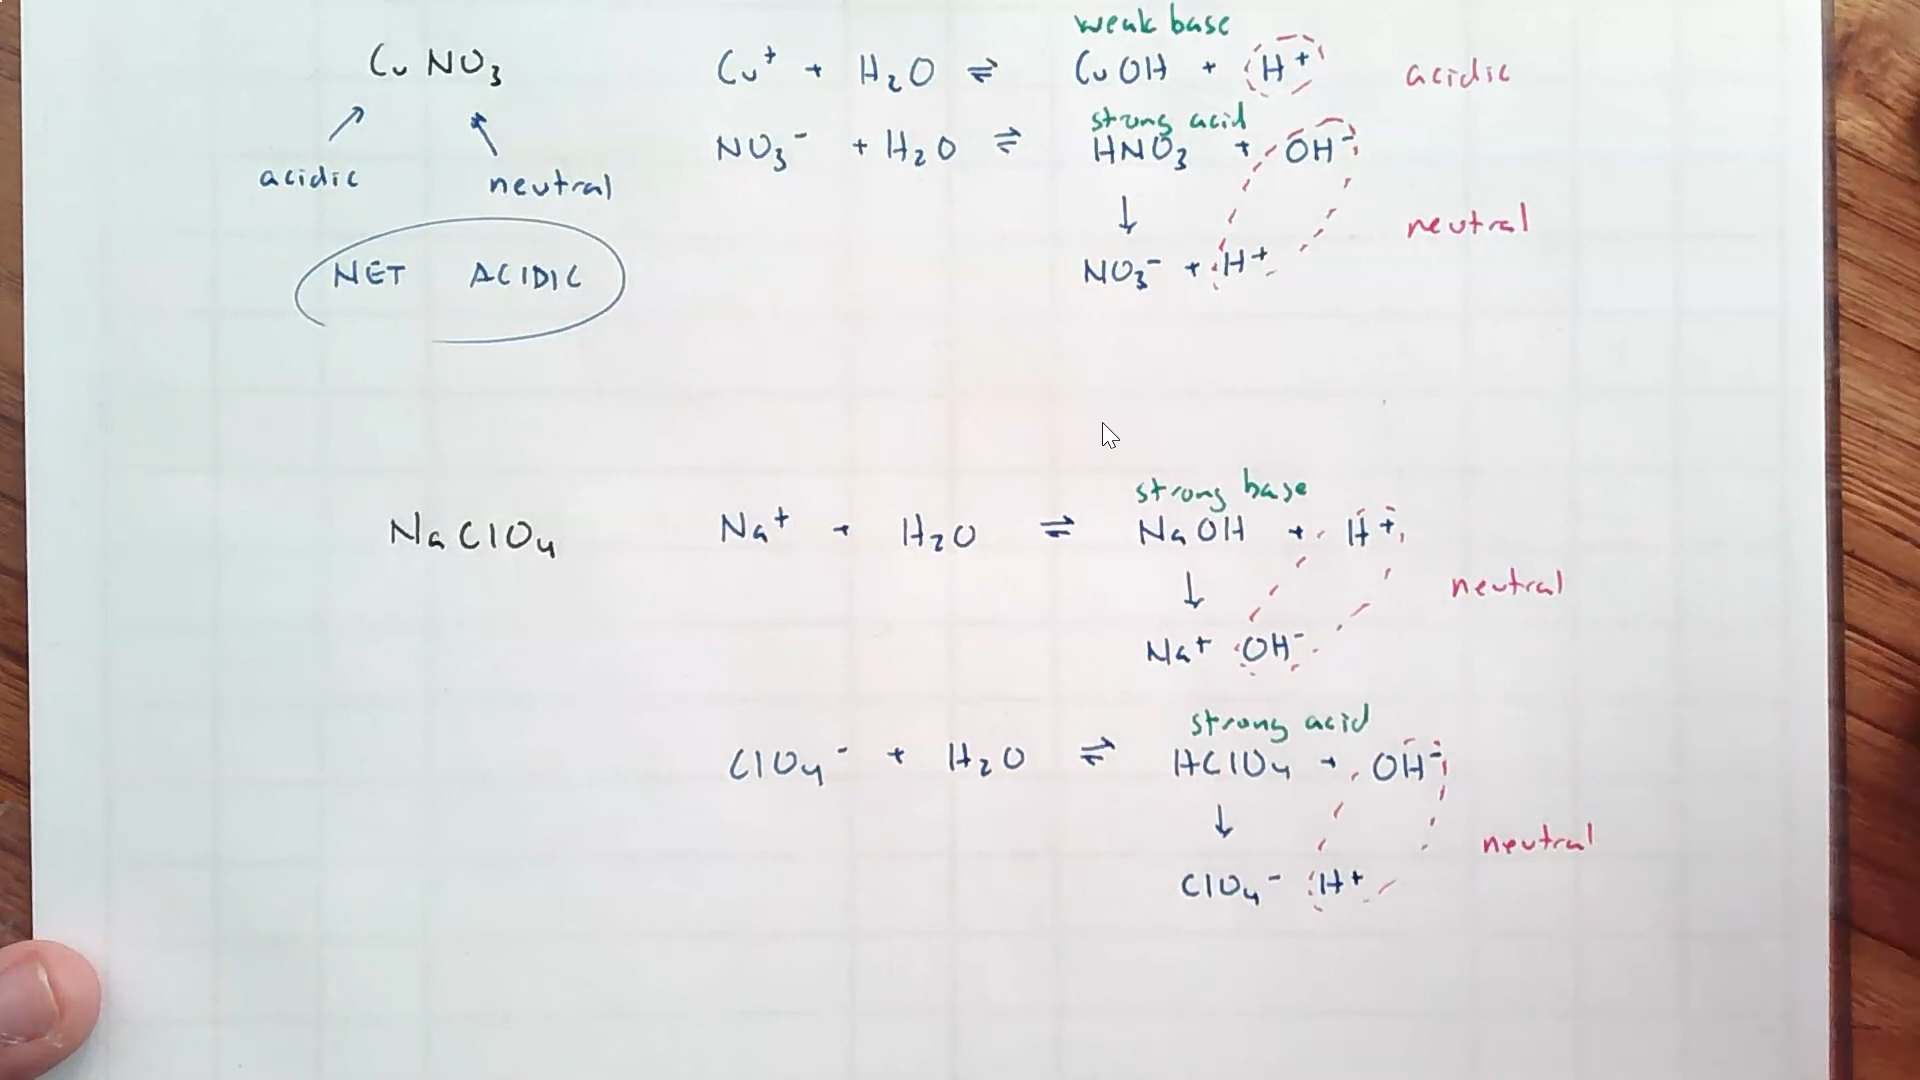 weak base
CuNO₃ Cu⁺ + H₂O ⇌ CuOH + H⁺ acidic
strong acid
NO₃⁻ + H₂O ⇌ HNO₃ + OH⁻
acidic neutral
↓ neutral
NET ACIDIC NO₃⁻ + H⁺
strong base
NaClO₄ Na⁺ + H₂O ⇌ NaOH + H⁺
↓ neutral
Na⁺ OH⁻
strong acid
ClO₄⁻ + H₂O ⇌ HClO₄ + OH⁻
↓ neutral
ClO₄⁻ H⁺